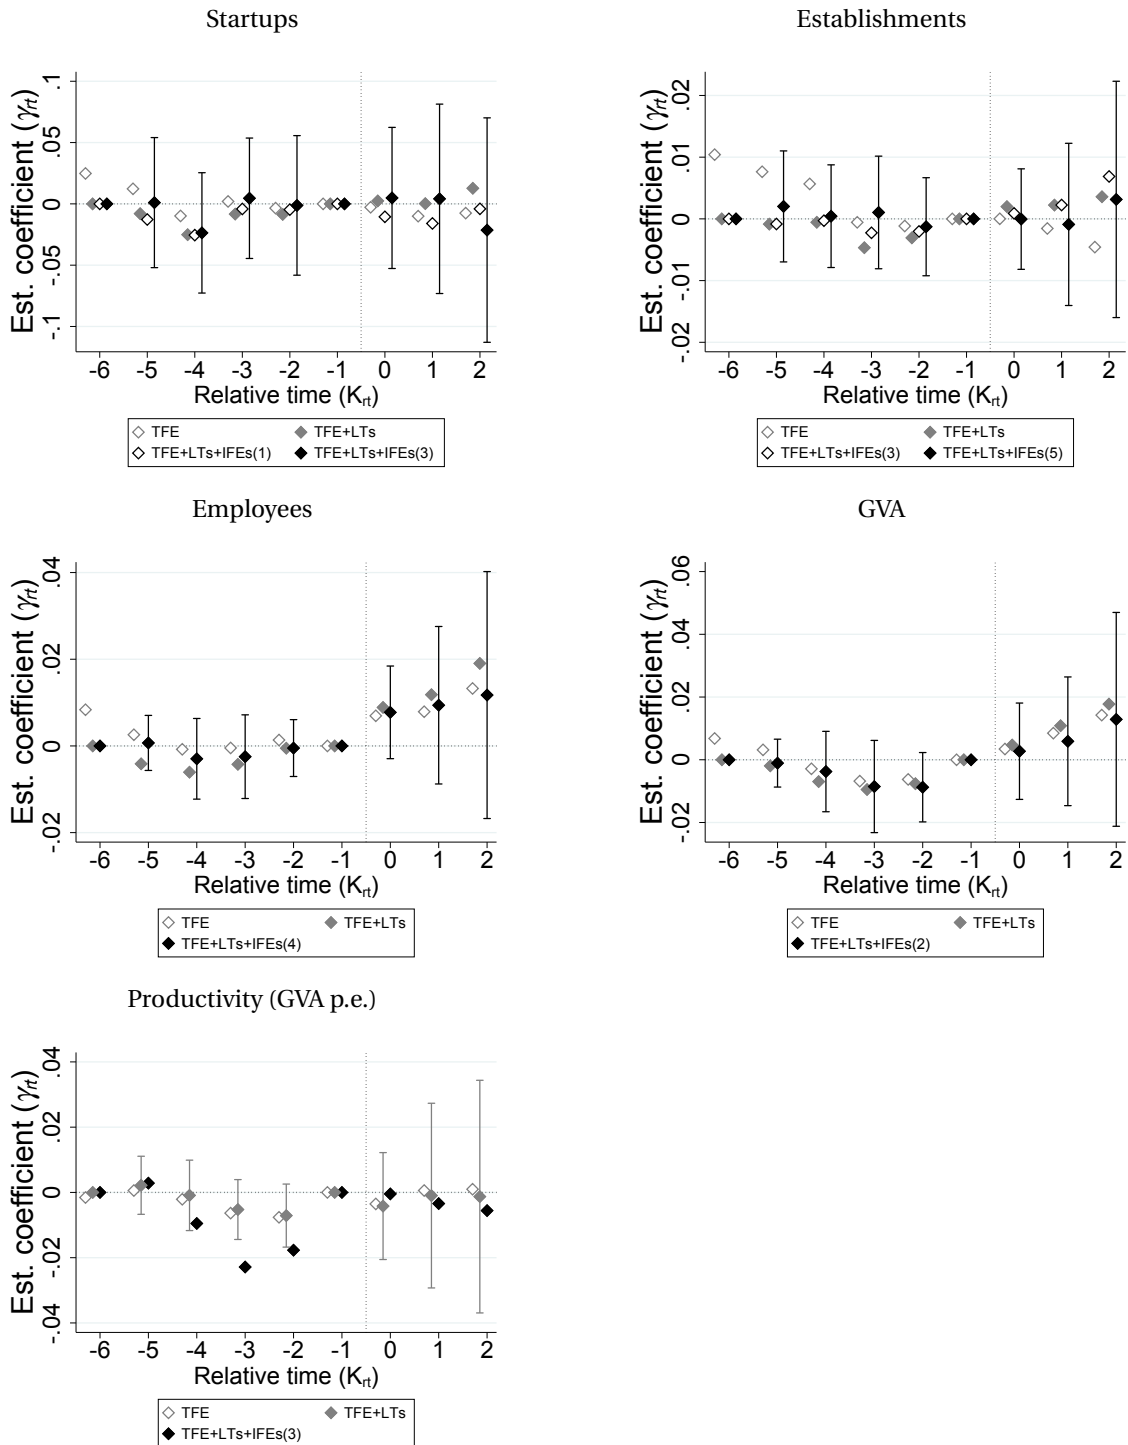 Startups
Est. coefficient (γrt)
.1
.05
0
-.05
-.1
-6 -5 -4 -3 -2 -1 0 1 2
Relative time (Krt)
TFE TFE+LTs
TFE+LTs+IFEs(1) TFE+LTs+IFEs(3)
Establishments
Est. coefficient (γrt)
.02
.01
0
-.01
-.02
-6 -5 -4 -3 -2 -1 0 1 2
Relative time (Krt)
TFE TFE+LTs
TFE+LTs+IFEs(3) TFE+LTs+IFEs(5)
Employees
Est. coefficient (γrt)
.04
.02
0
-.02
-6 -5 -4 -3 -2 -1 0 1 2
Relative time (Krt)
TFE TFE+LTs
TFE+LTs+IFEs(4)
GVA
Est. coefficient (γrt)
.06
.04
.02
0
-.02
-6 -5 -4 -3 -2 -1 0 1 2
Relative time (Krt)
TFE TFE+LTs
TFE+LTs+IFEs(2)
Productivity (GVA p.e.)
Est. coefficient (γrt)
.04
.02
0
-.02
-.04
-6 -5 -4 -3 -2 -1 0 1 2
Relative time (Krt)
TFE TFE+LTs
TFE+LTs+IFEs(3)